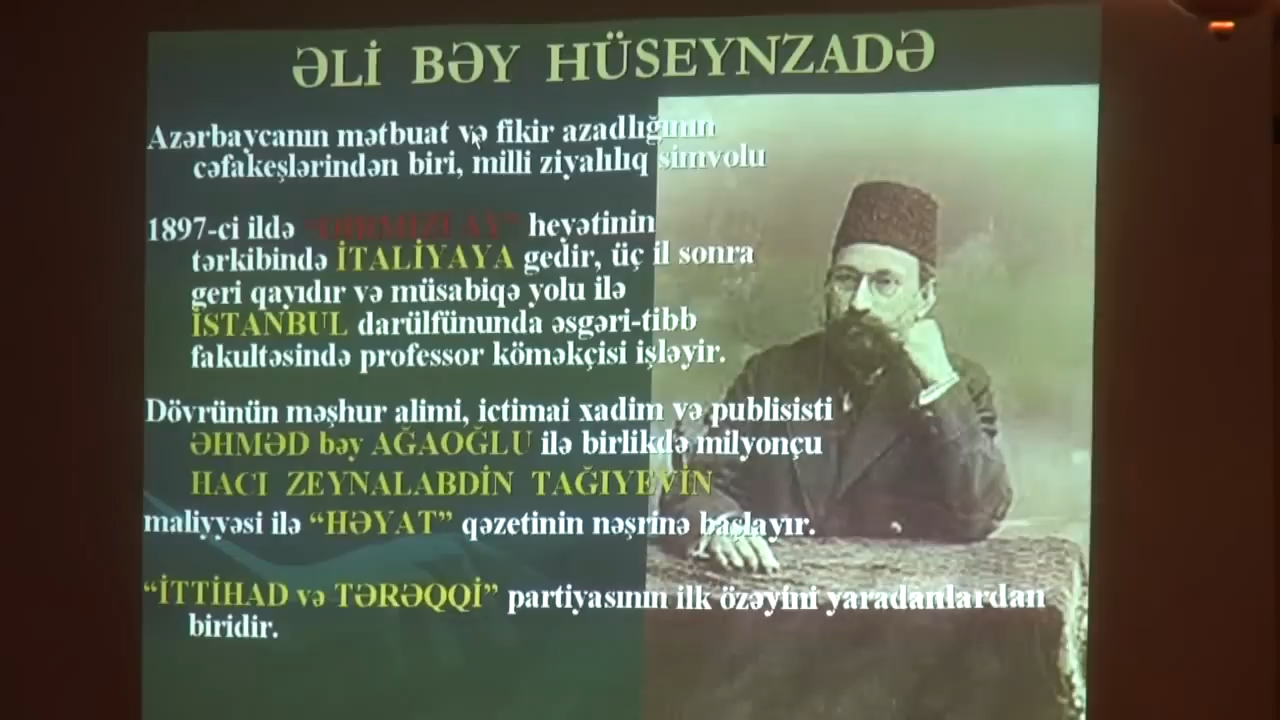 ƏLİ BƏY HÜSEYNZADƏ
Azərbaycanın mətbuat və fikir azadlığının
cəfakeşlərindən biri, milli ziyalılıq simvolu
1897-ci ildə “QIRMIZI AY” heyətinin
tərkibində İTALİYAYA gedir, üç il sonra
geri qayıdır və müsabiqə yolu ilə
İSTANBUL darülfünunda əsgəri-tibb
fakultəsində professor köməkçisi işləyir.
Dövrünün məşhur alimi, ictimai xadim və publisisti
ƏHMƏD bəy AĞAOĞLU ilə birlikdə milyonçu
HACI ZEYNALABDİN TAĞIYEVİN
maliyyəsi ilə “HƏYAT” qəzetinin nəşrinə başlayır.
“İTTİHAD və TƏRƏQQİ” partiyasının ilk özəyini yaradanlardan
biridir.